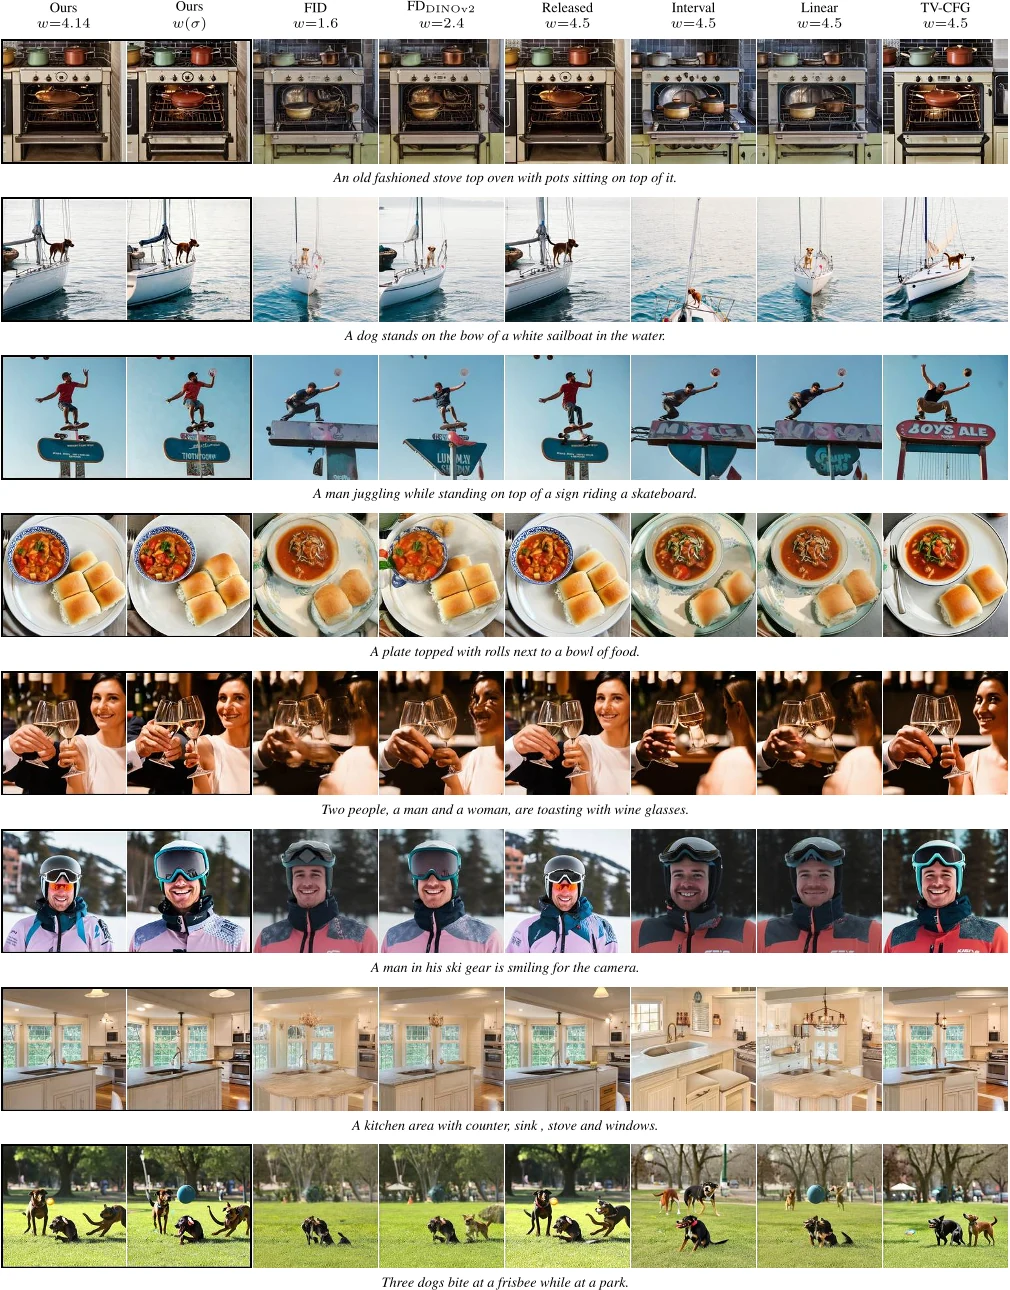 Ours Ours FID FD_DINOv2 Released Interval Linear TV-CFG
w=4.14 w(σ) w=1.6 w=2.4 w=4.5 w=4.5 w=4.5 w=4.5
An old fashioned stove top oven with pots sitting on top of it.
A dog stands on the bow of a white sailboat in the water.
BOYS ALE
A man juggling while standing on top of a sign riding a skateboard.
A plate topped with rolls next to a bowl of food.
Two people, a man and a woman, are toasting with wine glasses.
A man in his ski gear is smiling for the camera.
A kitchen area with counter, sink , stove and windows.
Three dogs bite at a frisbee while at a park.